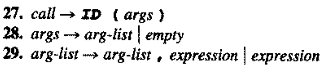 27. call → ID ( args )
28. args → arg-list | empty
29. arg-list → arg-list , expression | expression